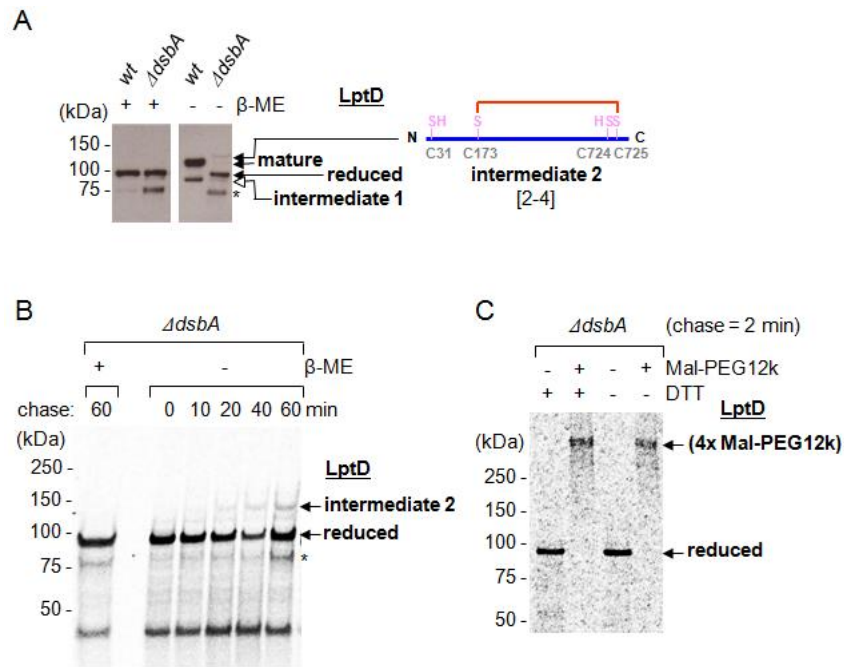 A
wt ΔdsbA wt ΔdsbA
(kDa) + + - - β-ME LptD
150 -
100 -
75 -
mature
reduced
intermediate 1
*
SH S HSS
N C
C31 C173 C724 C725
intermediate 2
[2-4]
B
ΔdsbA
+ - β-ME
chase: 60 0 10 20 40 60 min
(kDa)
250 -
150 -
100 -
75 -
50 -
LptD
intermediate 2
reduced
*
C
ΔdsbA (chase = 2 min)
- + - + Mal-PEG12k
+ + - - DTT
(kDa) LptD
(4x Mal-PEG12k)
250 -
150 -
100 -
reduced
75 -
50 -